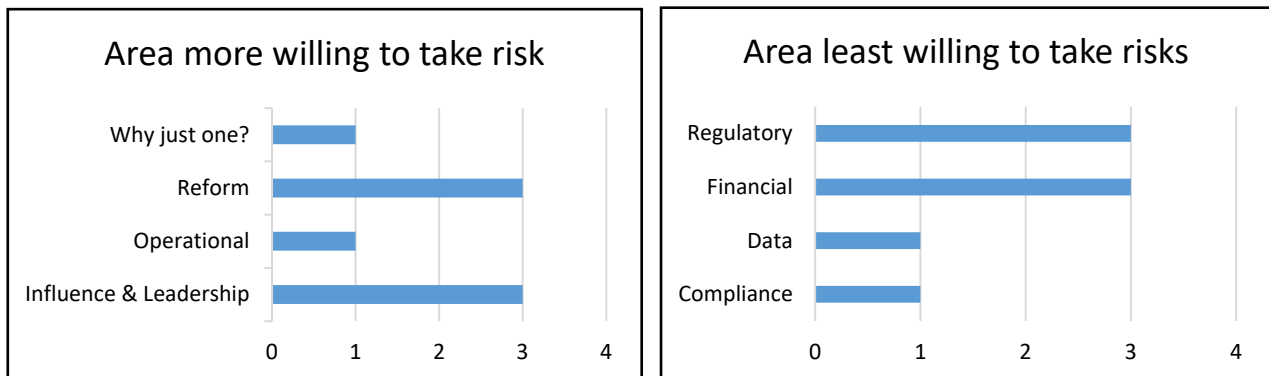 Area more willing to take risk
Why just one?
Reform
Operational
Influence & Leadership
0 1 2 3 4
Area least willing to take risks
Regulatory
Financial
Data
Compliance
0 1 2 3 4